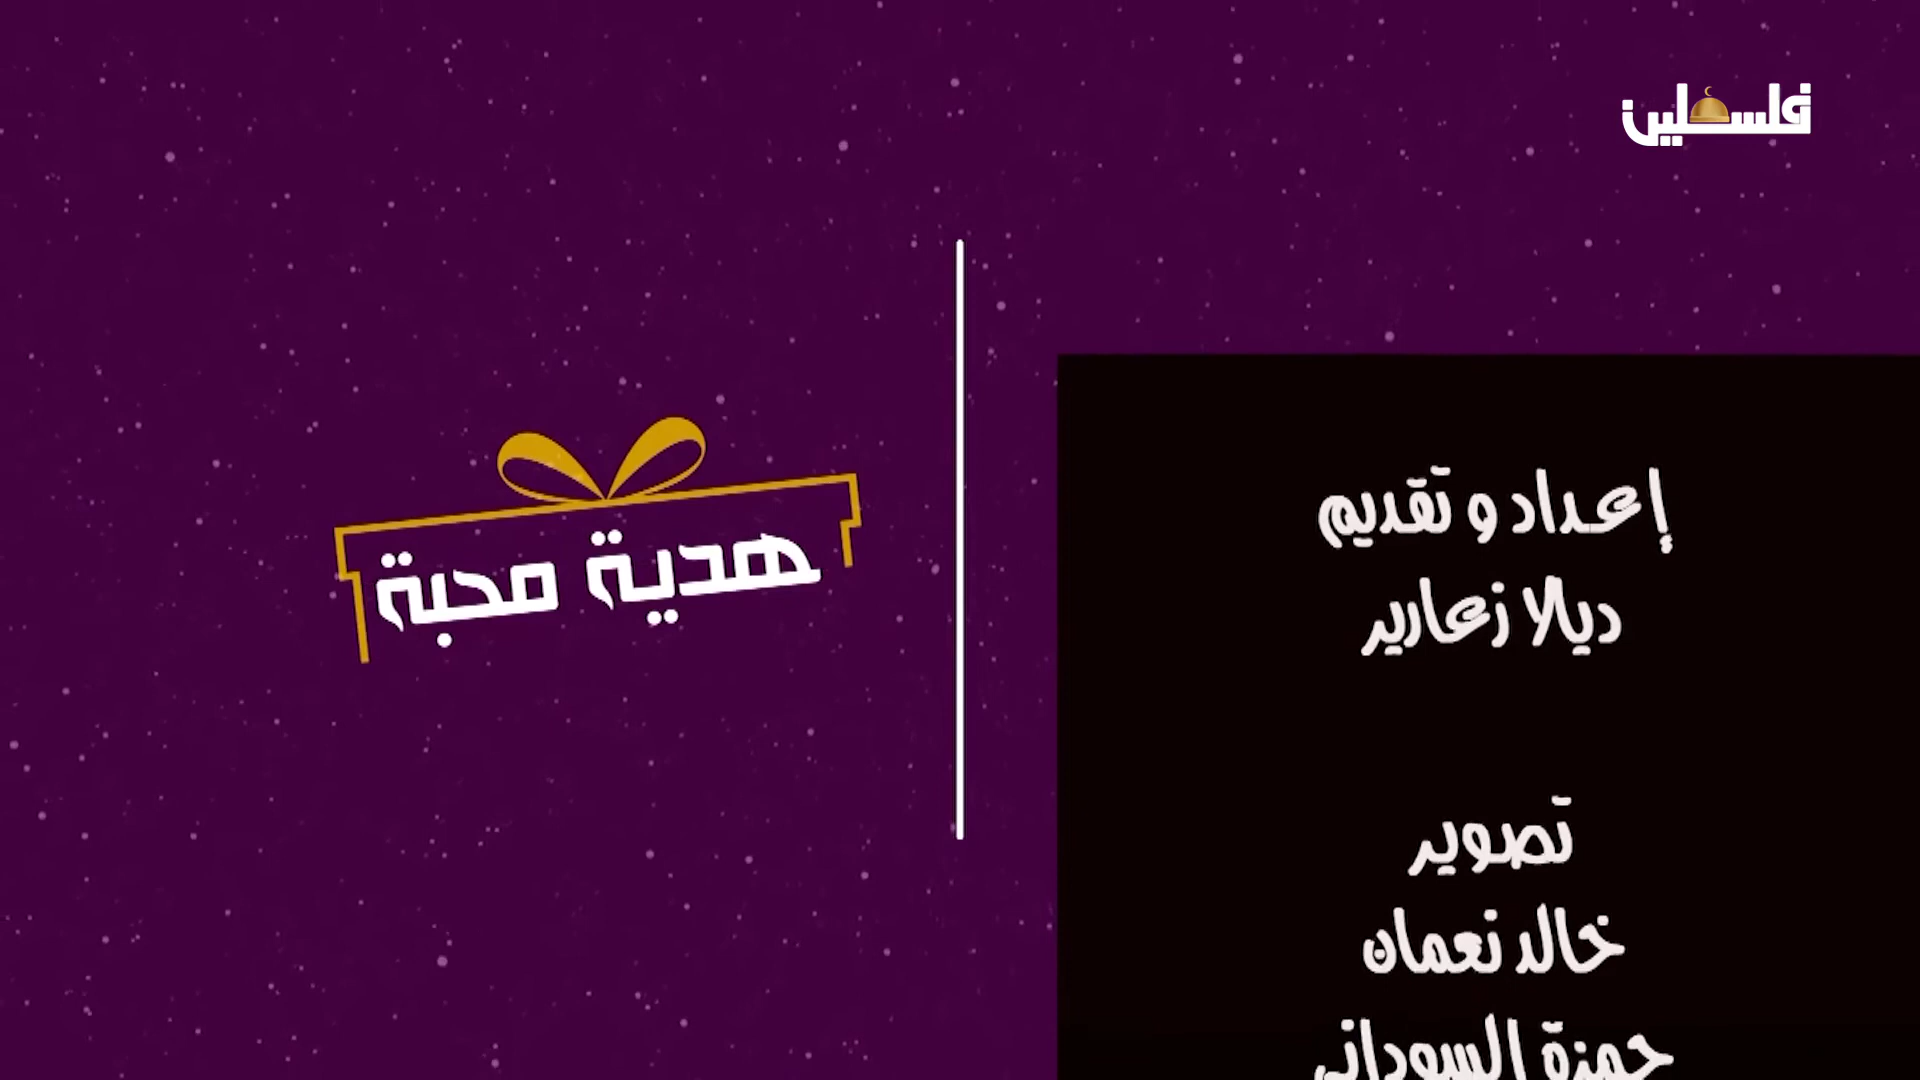 فلسطين
هدية محبة
إعداد و تقديم
ديلا زعارير
تصوير
خالد نعمان
حمزة السوداني